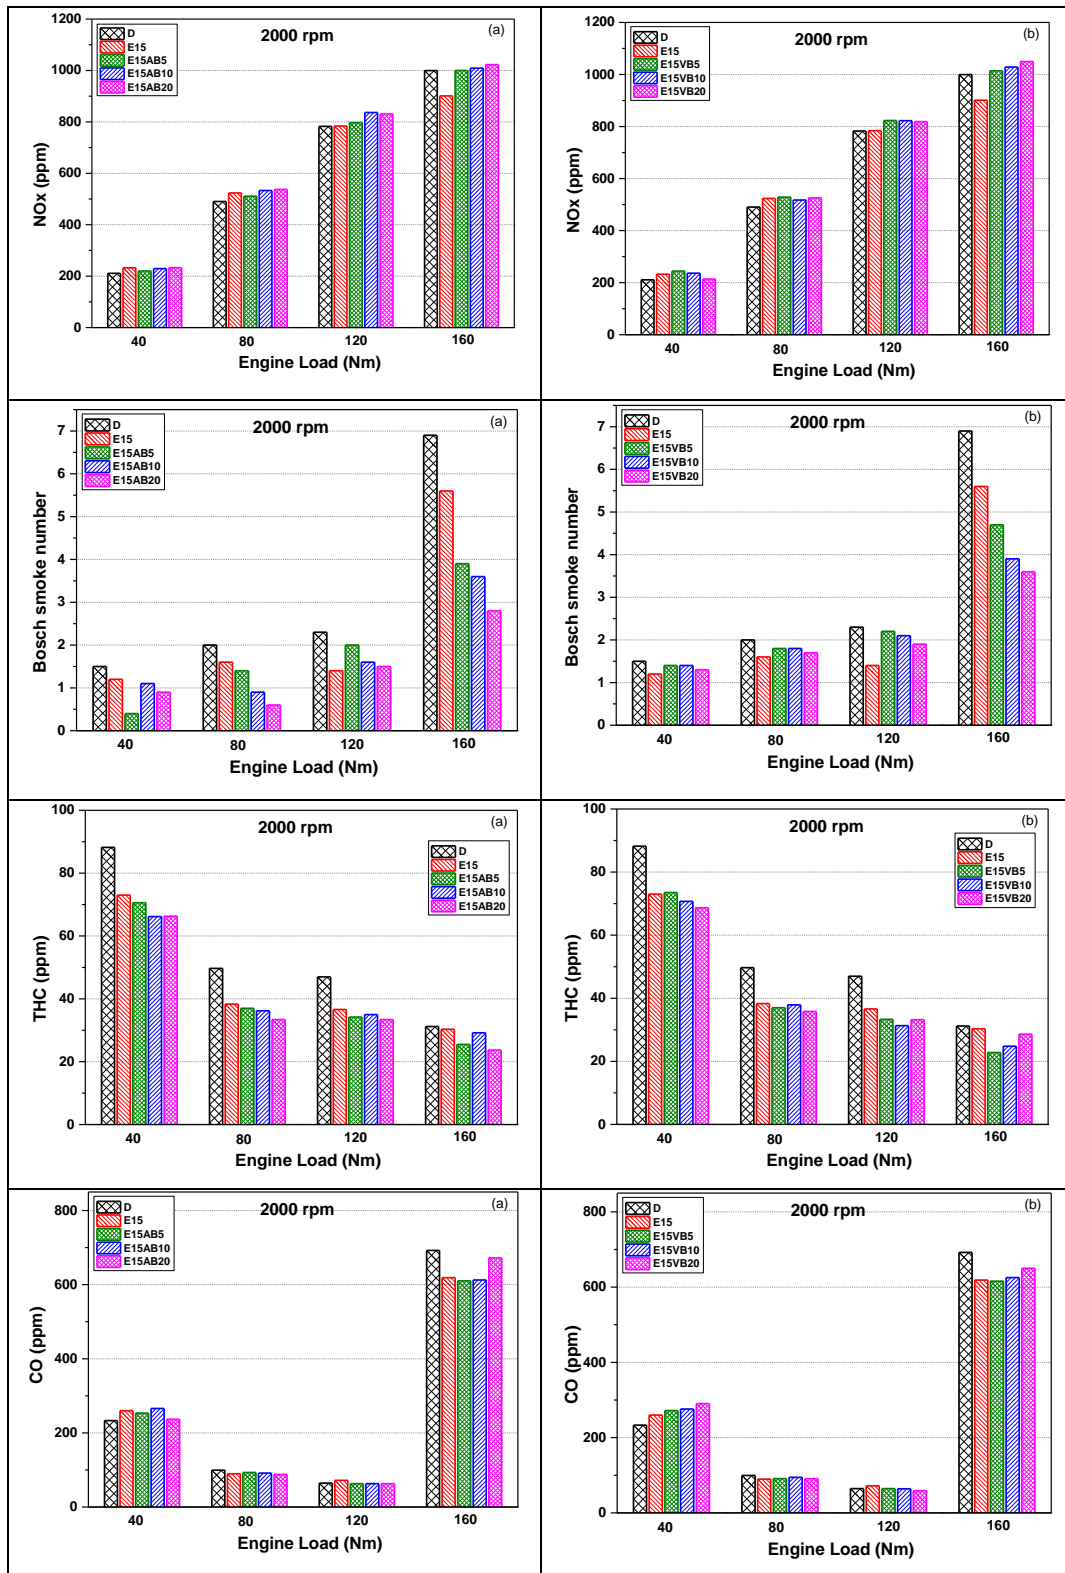 2000 rpm
(a)
D
E15
E15AB5
E15AB10
E15AB20
NOx (ppm)
1200
1000
800
600
400
200
0
40 80 120 160
Engine Load (Nm)
2000 rpm
(b)
D
E15
E15VB5
E15VB10
E15VB20
NOx (ppm)
1200
1000
800
600
400
200
0
40 80 120 160
Engine Load (Nm)
2000 rpm
(a)
D
E15
E15AB5
E15AB10
E15AB20
Bosch smoke number
7
6
5
4
3
2
1
0
40 80 120 160
Engine Load (Nm)
2000 rpm
(b)
D
E15
E15VB5
E15VB10
E15VB20
Bosch smoke number
7
6
5
4
3
2
1
0
40 80 120 160
Engine Load (Nm)
2000 rpm
(a)
D
E15
E15AB5
E15AB10
E15AB20
THC (ppm)
100
80
60
40
20
0
40 80 120 160
Engine Load (Nm)
2000 rpm
(b)
D
E15
E15VB5
E15VB10
E15VB20
THC (ppm)
100
80
60
40
20
0
40 80 120 160
Engine Load (Nm)
2000 rpm
(a)
D
E15
E15AB5
E15AB10
E15AB20
CO (ppm)
800
600
400
200
0
40 80 120 160
Engine Load (Nm)
2000 rpm
(b)
D
E15
E15VB5
E15VB10
E15VB20
CO (ppm)
800
600
400
200
0
40 80 120 160
Engine Load (Nm)